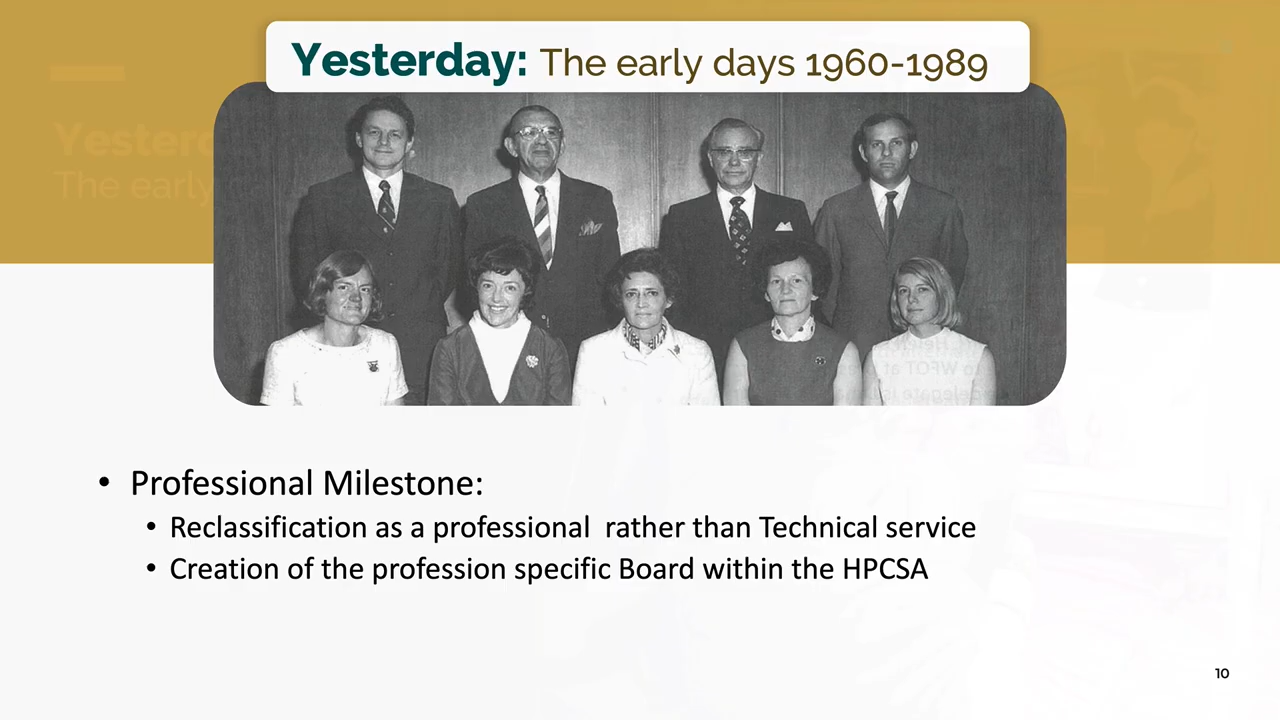 Yesterday: The early days 1960-1989
• Professional Milestone:
• Reclassification as a professional  rather than Technical service
• Creation of the profession specific Board within the HPCSA
10